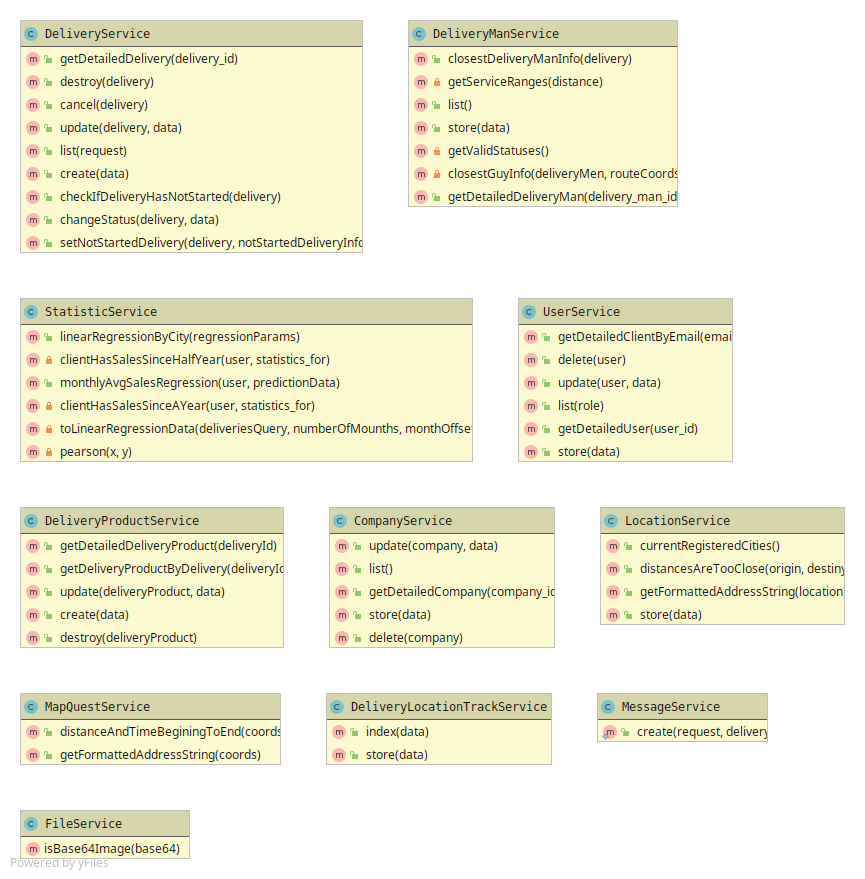 DeliveryService
getDetailedDelivery(delivery_id)
destroy(delivery)
cancel(delivery)
update(delivery, data)
list(request)
create(data)
checkIfDeliveryHasNotStarted(delivery)
changeStatus(delivery, data)
setNotStartedDelivery(delivery, notStartedDeliveryInfo
DeliveryManService
closestDeliveryManInfo(delivery)
getServiceRanges(distance)
list()
store(data)
getValidStatuses()
closestGuyInfo(deliveryMen, routeCoords
getDetailedDeliveryMan(delivery_man_id
StatisticService
linearRegressionByCity(regressionParams)
clientHasSalesSinceHalfYear(user, statistics_for)
monthlyAvgSalesRegression(user, predictionData)
clientHasSalesSinceAYear(user, statistics_for)
toLinearRegressionData(deliveriesQuery, numberOfMounths, monthOffset
pearson(x, y)
UserService
getDetailedClientByEmail(emai
delete(user)
update(user, data)
list(role)
getDetailedUser(user_id)
store(data)
DeliveryProductService
getDetailedDeliveryProduct(deliveryId)
getDeliveryProductByDelivery(deliveryId
update(deliveryProduct, data)
create(data)
destroy(deliveryProduct)
CompanyService
update(company, data)
list()
getDetailedCompany(company_id
store(data)
delete(company)
LocationService
currentRegisteredCities()
distancesAreTooClose(origin, destiny
getFormattedAddressString(location
store(data)
MapQuestService
distanceAndTimeBeginingToEnd(coords
getFormattedAddressString(coords)
DeliveryLocationTrackService
index(data)
store(data)
MessageService
create(request, delivery
FileService
isBase64Image(base64)
Powered by yFiles